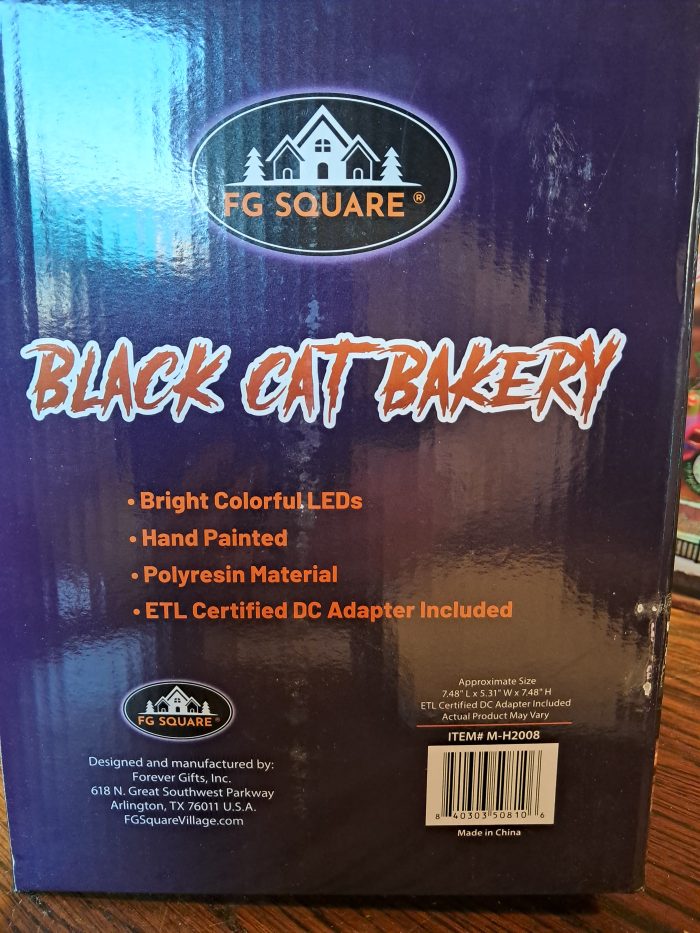 FG SQUARE ®
BLACK CAT BAKERY
• Bright Colorful LEDs
• Hand Painted
• Polyresin Material
• ETL Certified DC Adapter Included
FG SQUARE®
Designed and manufactured by:
Forever Gifts, Inc.
618 N. Great Southwest Parkway
Arlington, TX 76011 U.S.A.
FGSquareVillage.com
Approximate Size
7.48" L x 5.31" W x 7.48" H
ETL Certified DC Adapter Included
Actual Product May Vary
ITEM# M-H2008
8 40303 50810 6
Made in China